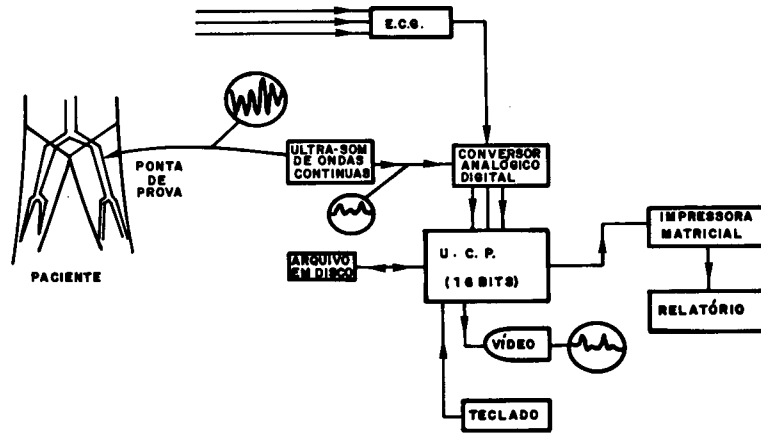 E.C.G.
PONTA
DE
PROVA
ULTRA-SOM
DE ONDAS
CONTINUAS
CONVERSOR
ANALÓGICO
DIGITAL
PACIENTE
ARQUIVO
EM DISCO
U. C. P.
(16 BITS)
IMPRESSORA
MATRICIAL
RELATÓRIO
VÍDEO
TECLADO